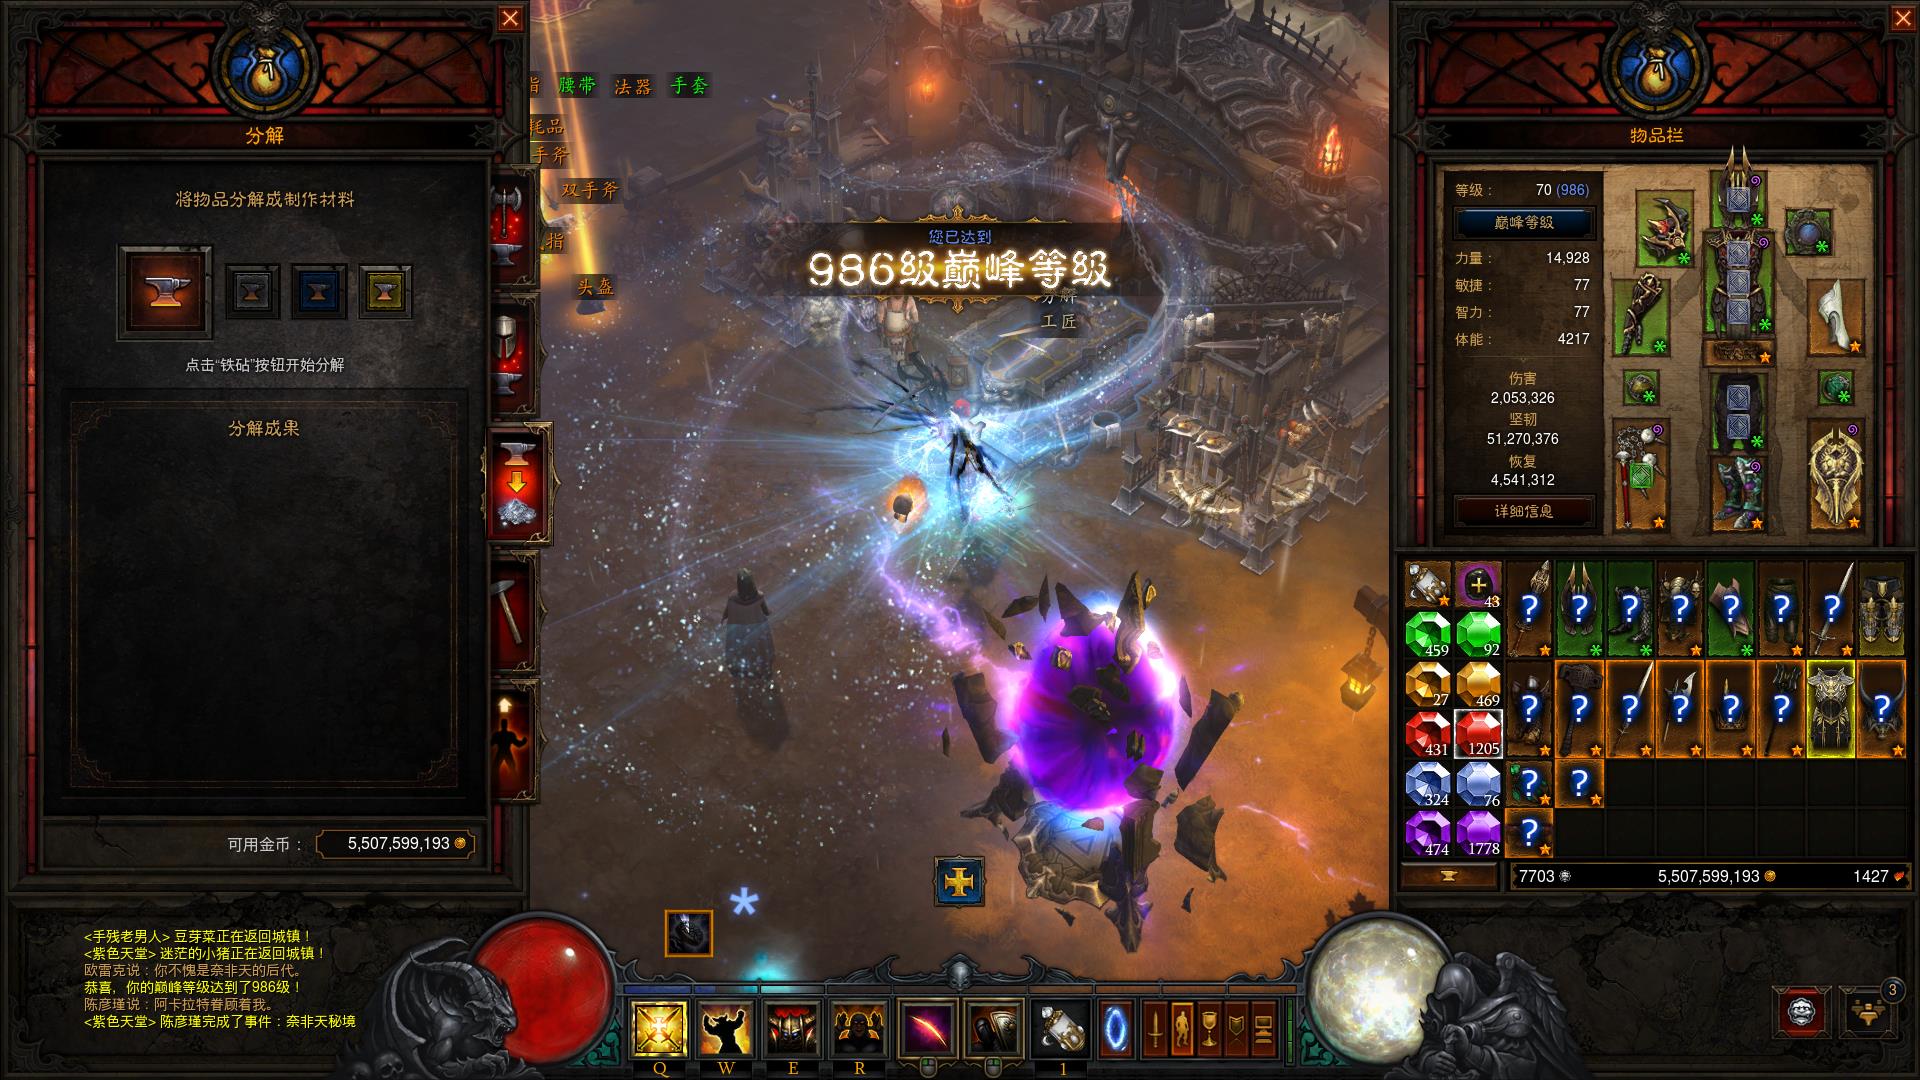 分解
将物品分解成制作材料
点击“铁砧”按钮开始分解
分解成果
可用金币：
5,507,599,193
指
腰带
法器
手套
耗品
手斧
双手斧
指
头盔
您已达到
986级巅峰等级
分解
工匠
物品栏
等级：
70 (986)
巅峰等级
力量：
14,928
敏捷：
77
智力：
77
体能：
4217
伤害
2,053,326
坚韧
51,270,376
恢复
4,541,312
详细信息
43
? ? ? ? ? ? ?
459
92
27
469
? ? ? ? ? ? ?
431
1205
324
76
? ?
474
1778
?
7703
5,507,599,193
1427
<手残老男人> 豆芽菜正在返回城镇！
<紫色天堂> 迷茫的小猪正在返回城镇！
欧雷克说：你不愧是奈非天的后代。
恭喜，你的巅峰等级达到了986级！
陈彦瑾说：阿卡拉特眷顾着我。
<紫色天堂> 陈彦瑾完成了事件：奈非天秘境
Q
W
E
R
1
3